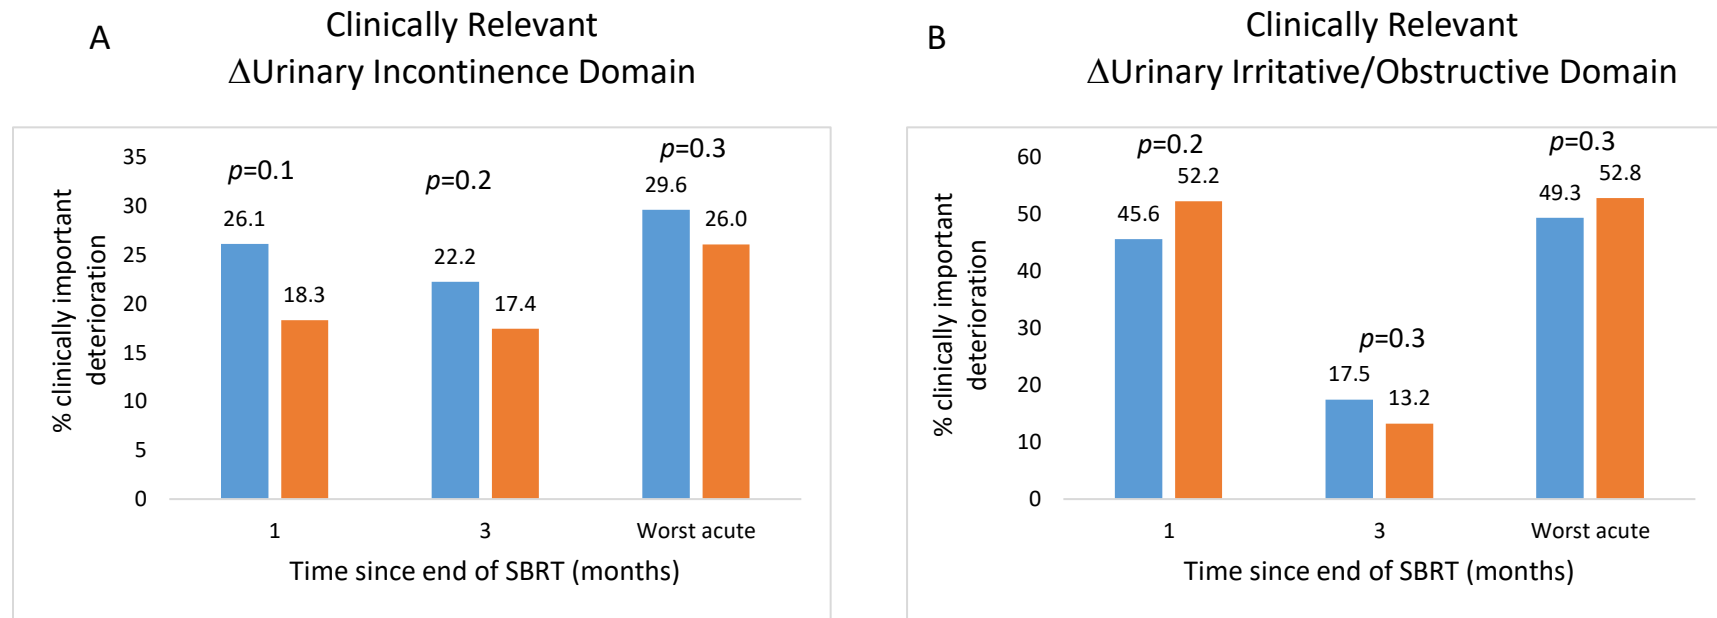 A
Clinically Relevant
ΔUrinary Incontinence Domain
% clinically important
deterioration
35
30
25
20
15
10
5
0
p=0.1
26.1
18.3
p=0.2
22.2
17.4
p=0.3
29.6
26.0
1
3
Worst acute
Time since end of SBRT (months)
B
Clinically Relevant
ΔUrinary Irritative/Obstructive Domain
% clinically important
deterioration
60
50
40
30
20
10
0
p=0.2
45.6
52.2
p=0.3
17.5
13.2
p=0.3
49.3
52.8
1
3
Worst acute
Time since end of SBRT (months)